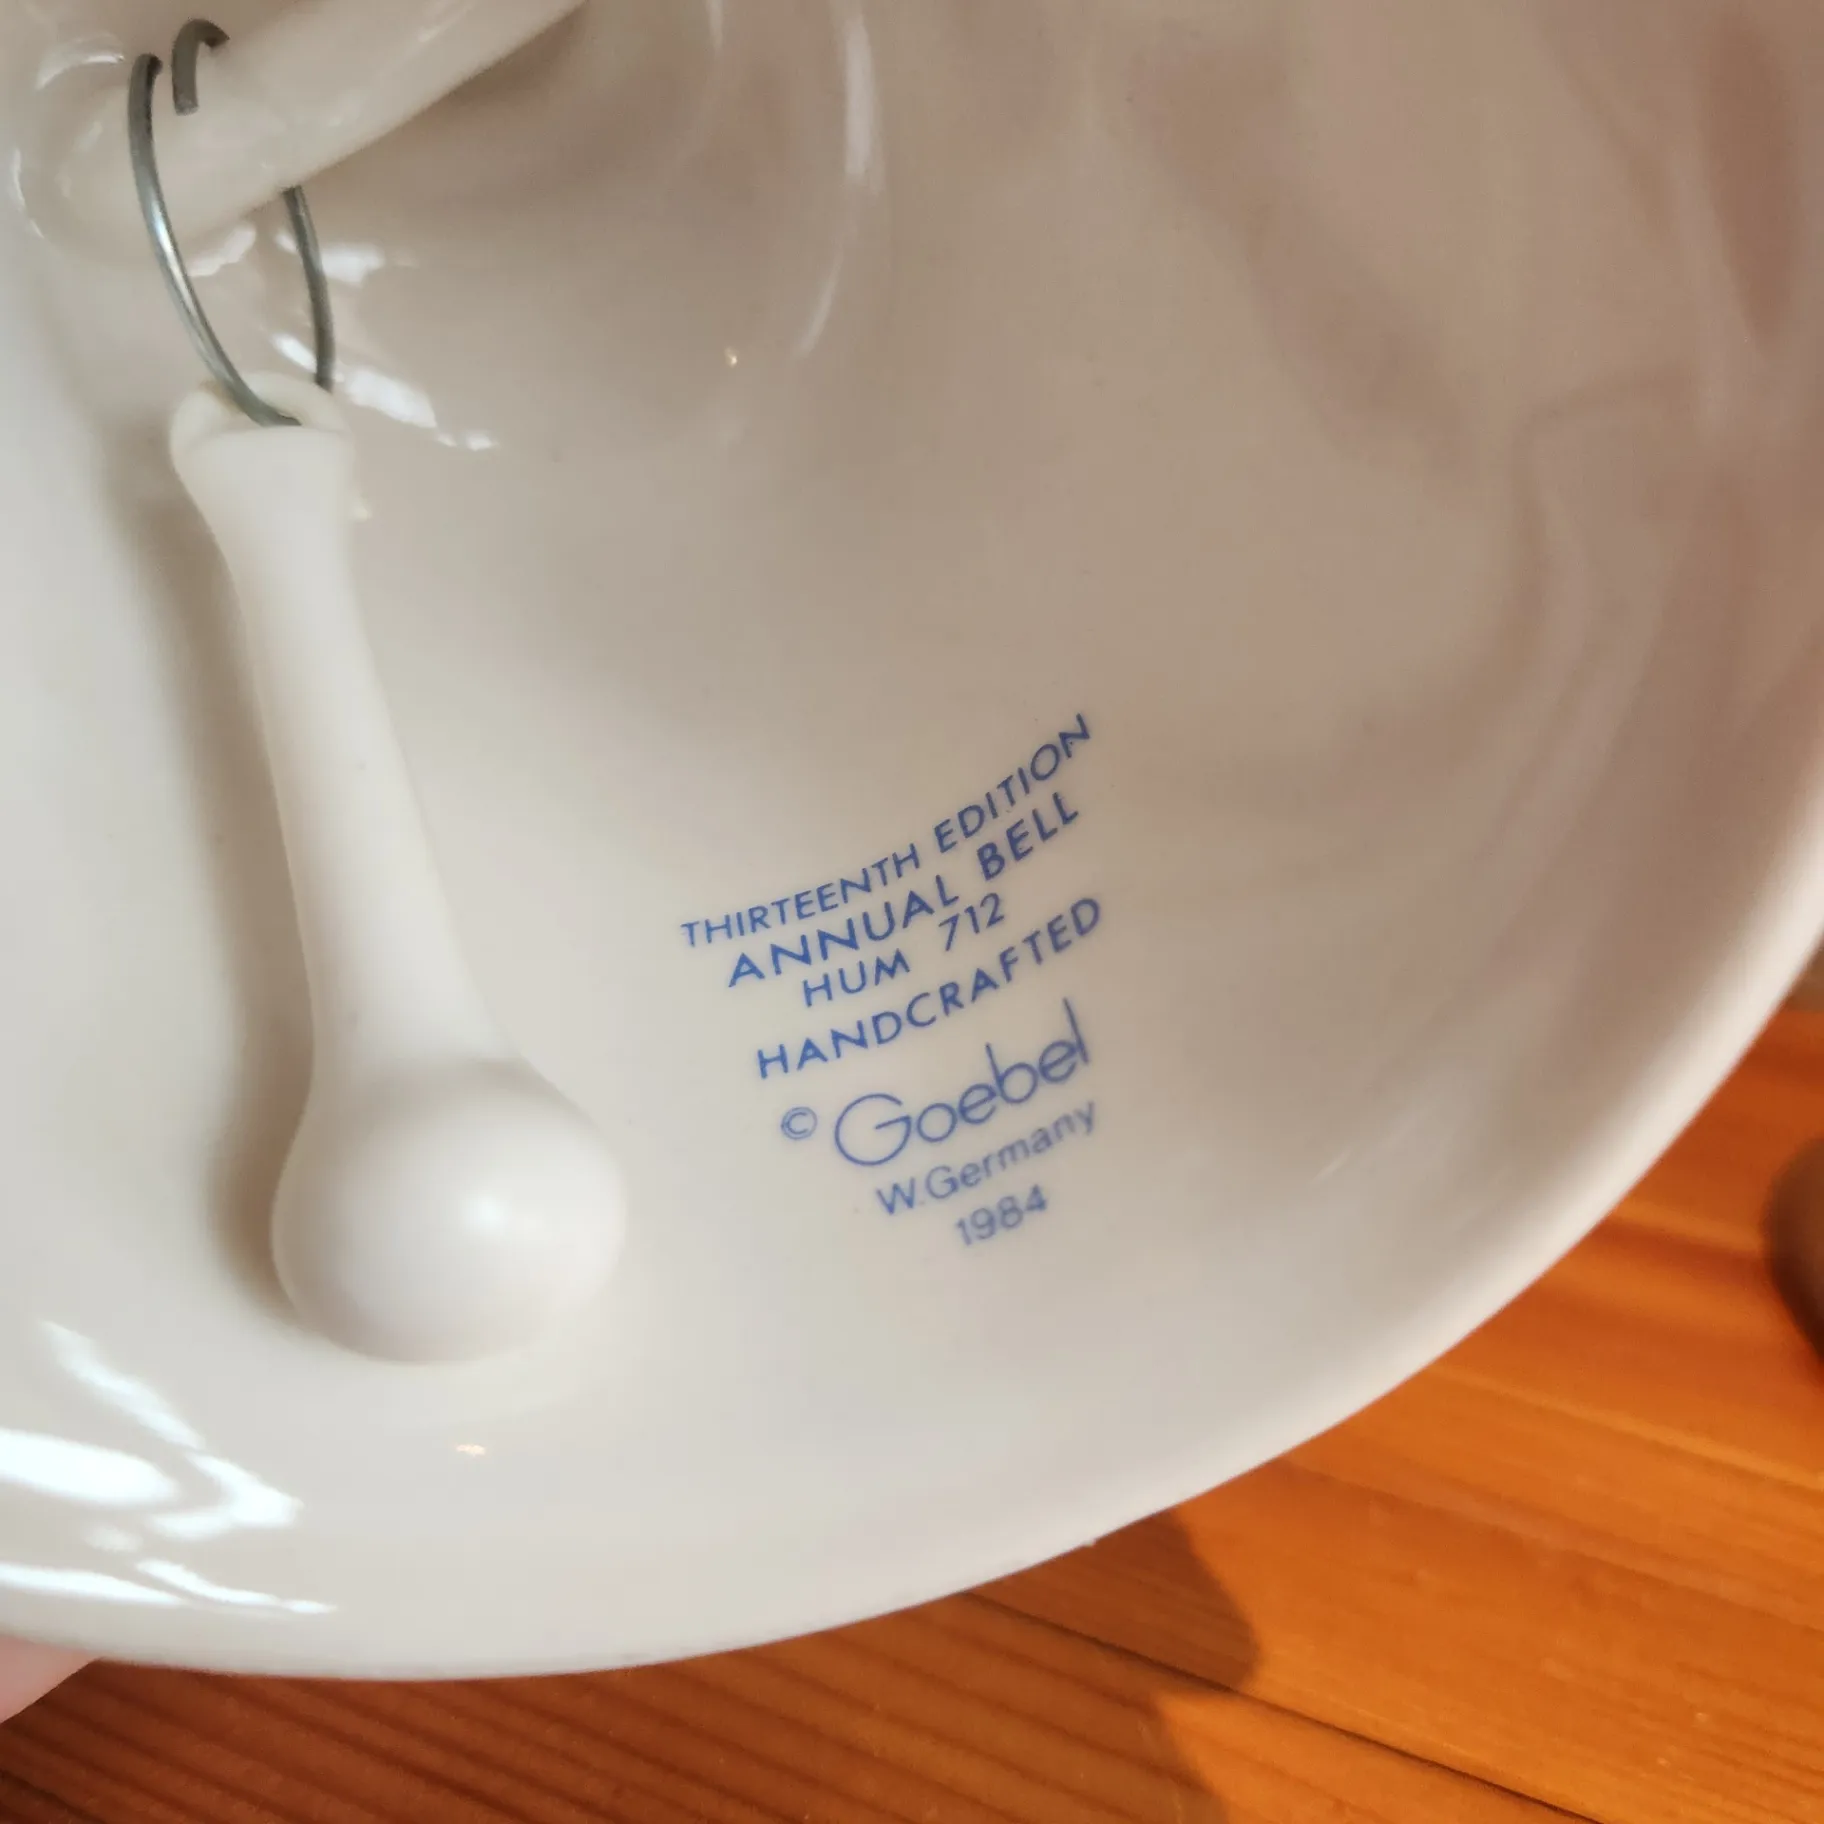 THIRTEENTH EDITION
ANNUAL BELL
HUM 712
HANDCRAFTED
© Goebel
W.Germany
1984